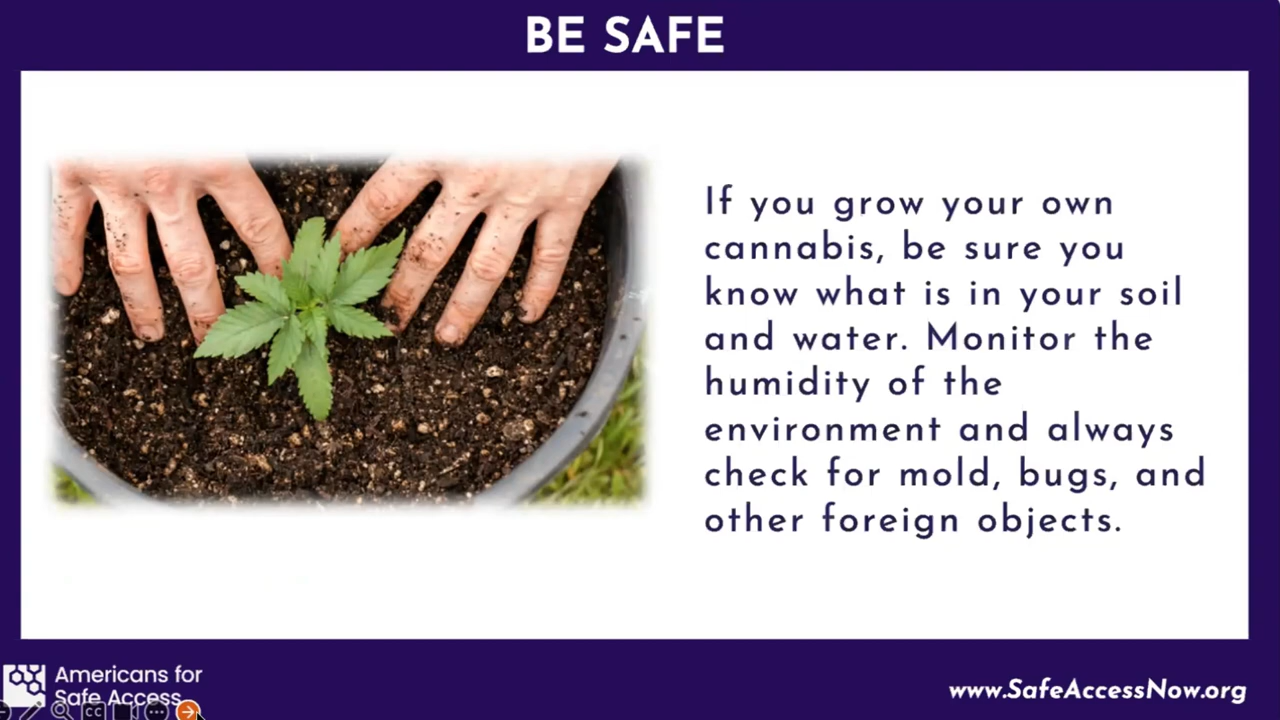 BE SAFE
If you grow your own
cannabis, be sure you
know what is in your soil
and water. Monitor the
humidity of the
environment and always
check for mold, bugs, and
other foreign objects.
Americans for
Safe Access
www.SafeAccessNow.org
CC